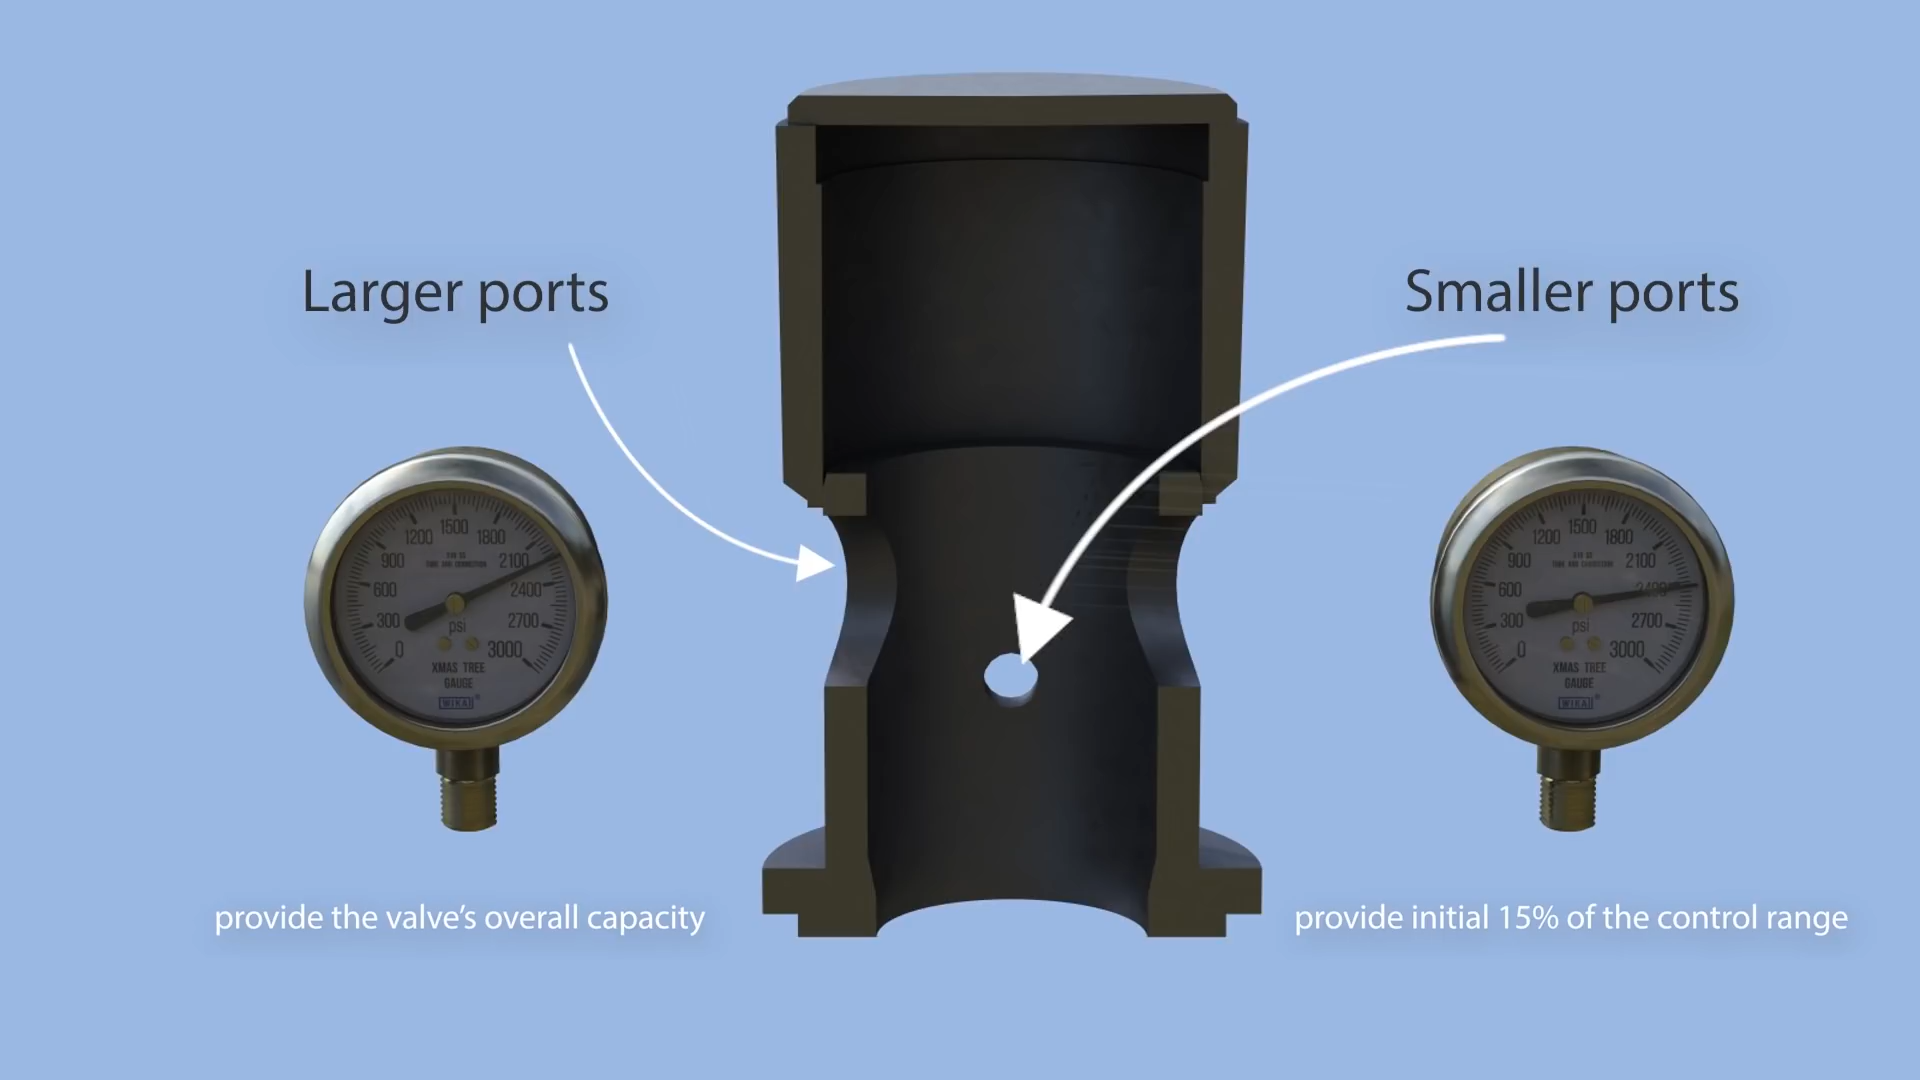 Larger ports
Smaller ports
1500
1200
1800
900
2100
600
2400
300
2700
psi
0
3000
XMAS TREE
GAUGE
WIKA
1500
1200
1800
900
2100
600
2400
300
2700
psi
0
3000
XMAS TREE
GAUGE
WIKA
provide the valve’s overall capacity
provide initial 15% of the control range